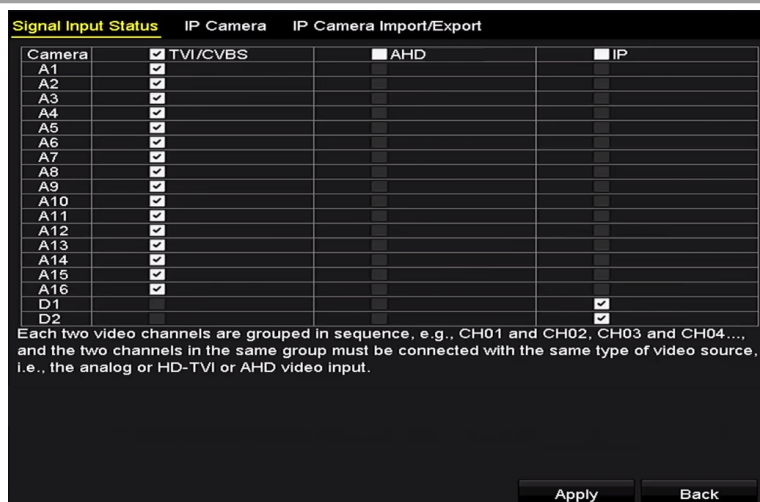 Signal Input Status IP Camera IP Camera Import/Export
Camera TVI/CVBS AHD IP
A1
A2
A3
A4
A5
A6
A7
A8
A9
A10
A11
A12
A13
A14
A15
A16
D1
D2
Each two video channels are grouped in sequence, e.g., CH01 and CH02, CH03 and CH04...,
and the two channels in the same group must be connected with the same type of video source,
i.e., the analog or HD-TVI or AHD video input.
Apply Back